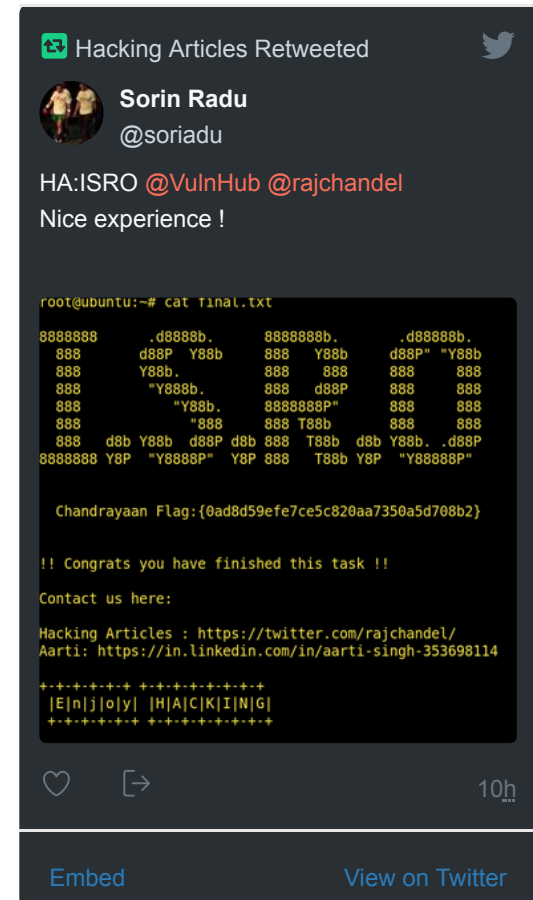 Hacking Articles Retweeted
Sorin Radu
@soriadu
HA:ISRO @VulnHub @rajchandel
Nice experience !
root@ubuntu:~# cat final.txt
8888888       .d8888b.      8888888b.       .d88888b.
  888        d88P  Y88b     888   Y88b     d88P" "Y88b
  888        Y88b.          888    888     888     888
  888         "Y888b.       888   d88P     888     888
  888            "Y88b.     8888888P"      888     888
  888              "888     888 T88b       888     888
  888    d8b Y88b  d88P d8b 888  T88b  d8b Y88b. .d88P
8888888 Y8P  "Y8888P"  Y8P 888   T88b Y8P  "Y88888P"
Chandrayaan Flag:{0ad8d59efe7ce5c820aa7350a5d708b2}
!! Congrats you have finished this task !!
Contact us here:
Hacking Articles : https://twitter.com/rajchandel/
Aarti: https://in.linkedin.com/in/aarti-singh-353698114
+-+-+-+-+-+ +-+-+-+-+-+-+-+
|E|n|j|o|y| |H|A|C|K|I|N|G|
+-+-+-+-+-+ +-+-+-+-+-+-+-+
10h
Embed
View on Twitter